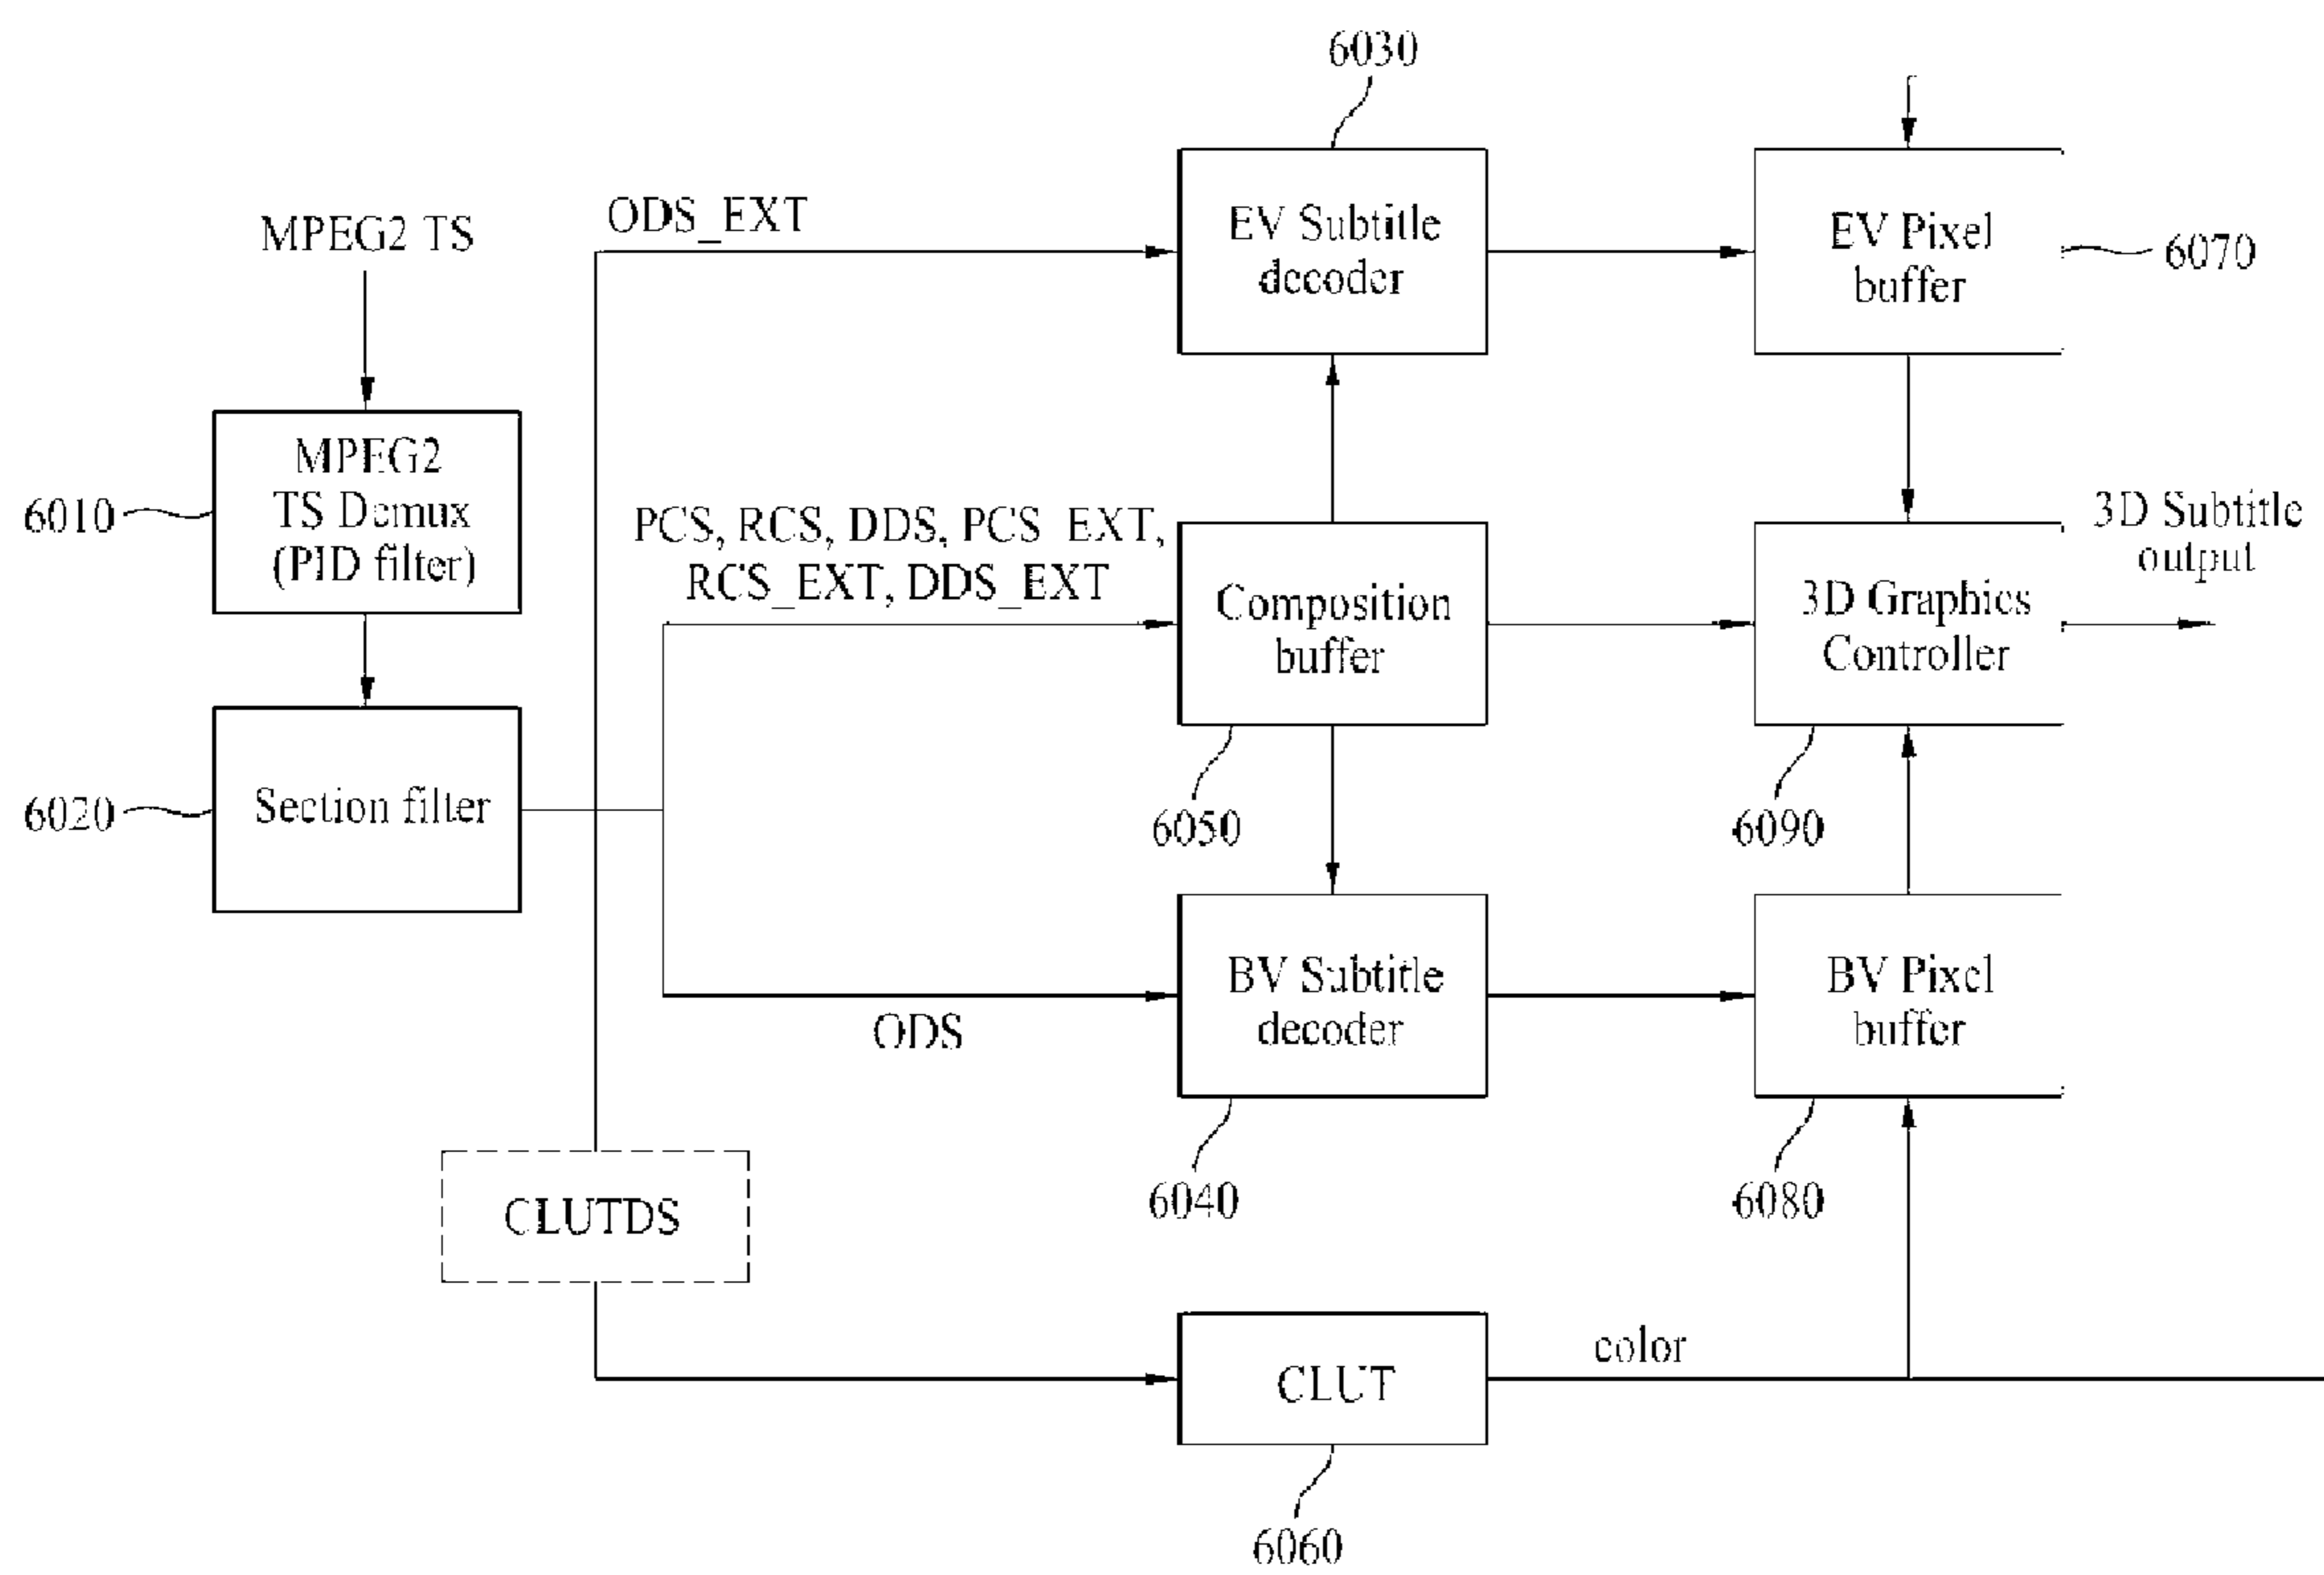 6030
MPEG2 TS
ODS_EXT
EV Subtitle
decoder
EV Pixel
buffer
6070
6010
MPEG2
TS Demux
(PID filter)
PCS, RCS, DDS, PCS_EXT,
RCS_EXT, DDS_EXT
Composition
buffer
3D Graphics
Controller
3D Subtitle
output
6020
Section filter
6050
6090
ODS
BV Subtitle
decoder
BV Pixel
buffer
6040
6080
CLUTDS
CLUT
color
6060